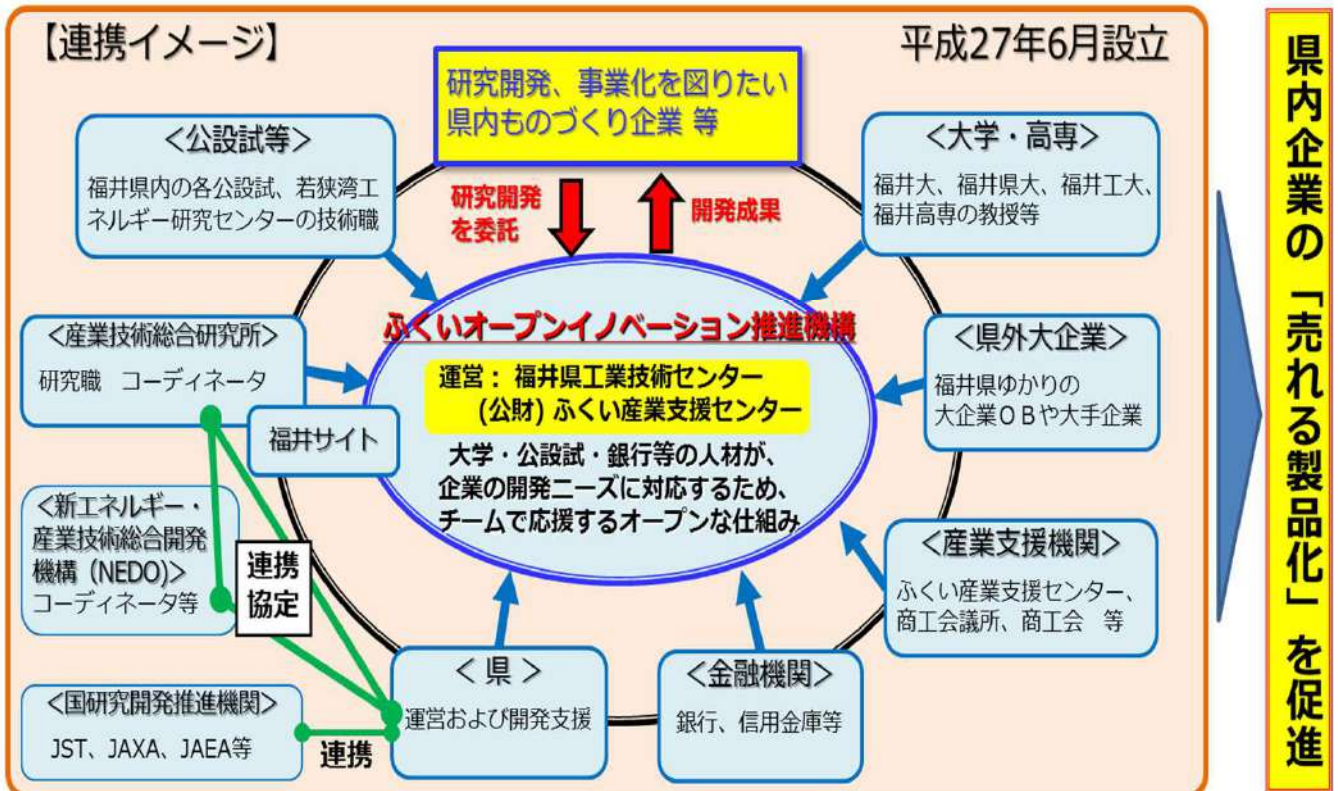 【連携イメージ】
平成27年6月設立
研究開発、事業化を図りたい
県内ものづくり企業 等
<公設試等>
福井県内の各公設試、若狭湾エ
ネルギー研究センターの技術職
研究開発
を委託
開発成果
<大学・高専>
福井大、福井県大、福井工大、
福井高専の教授等
<産業技術総合研究所>
研究職 コーディネータ
福井サイト
ふくいオープンイノベーション推進機構
運営： 福井県工業技術センター
(公財) ふくい産業支援センター
大学・公設試・銀行等の人材が、
企業の開発ニーズに対応するため、
チームで応援するオープンな仕組み
<県外大企業>
福井県ゆかりの
大企業ＯＢや大手企業
<新エネルギー・
産業技術総合開発
機構（NEDO)>
コーディネータ等
連携
協定
<産業支援機関>
ふくい産業支援センター、
商工会議所、商工会 等
<国研究開発推進機関>
JST、JAXA、JAEA等
連携
< 県 >
運営および開発支援
<金融機関>
銀行、信用金庫等
県内企業の「売れる製品化」を促進